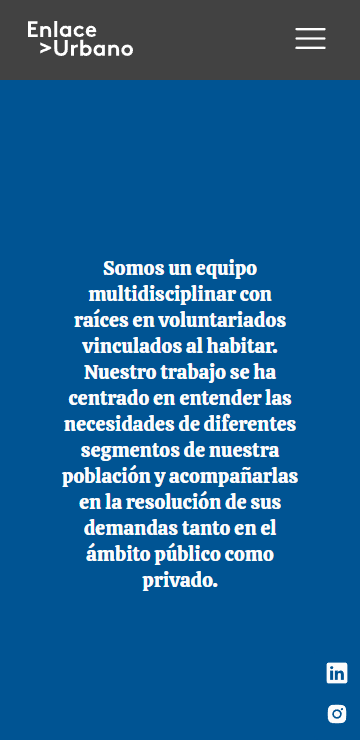 Enlace
>Urbano
Somos un equipo
multidisciplinar con
raíces en voluntariados
vinculados al habitar.
Nuestro trabajo se ha
centrado en entender las
necesidades de diferentes
segmentos de nuestra
población y acompañarlas
en la resolución de sus
demandas tanto en el
ámbito público como
privado.
in